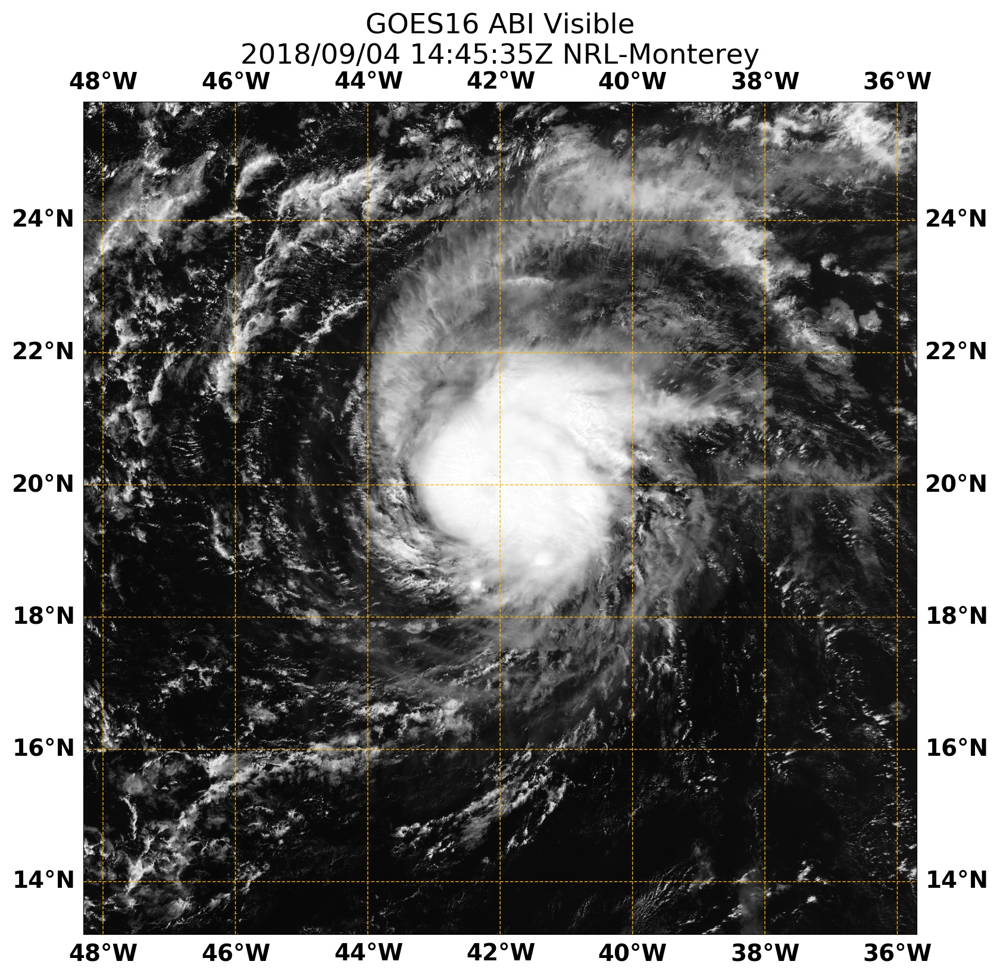 GOES16 ABI Visible
2018/09/04 14:45:35Z NRL-Monterey
48°W 46°W 44°W 42°W 40°W 38°W 36°W
24°N 24°N
22°N 22°N
20°N 20°N
18°N 18°N
16°N 16°N
14°N 14°N
48°W 46°W 44°W 42°W 40°W 38°W 36°W